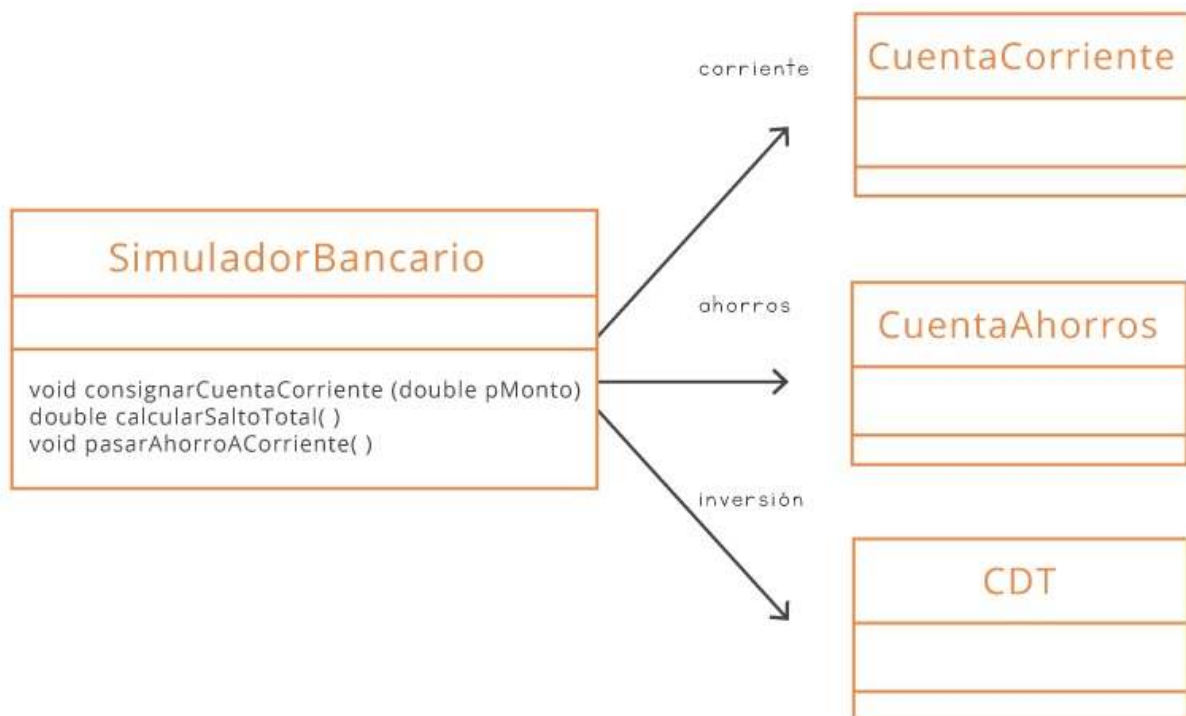 SimuladorBancario
void consignarCuentaCorriente (double pMonto)
double calcularSaltoTotal( )
void pasarAhorroACorriente( )
corriente
CuentaCorriente
ahorros
CuentaAhorros
inversión
CDT